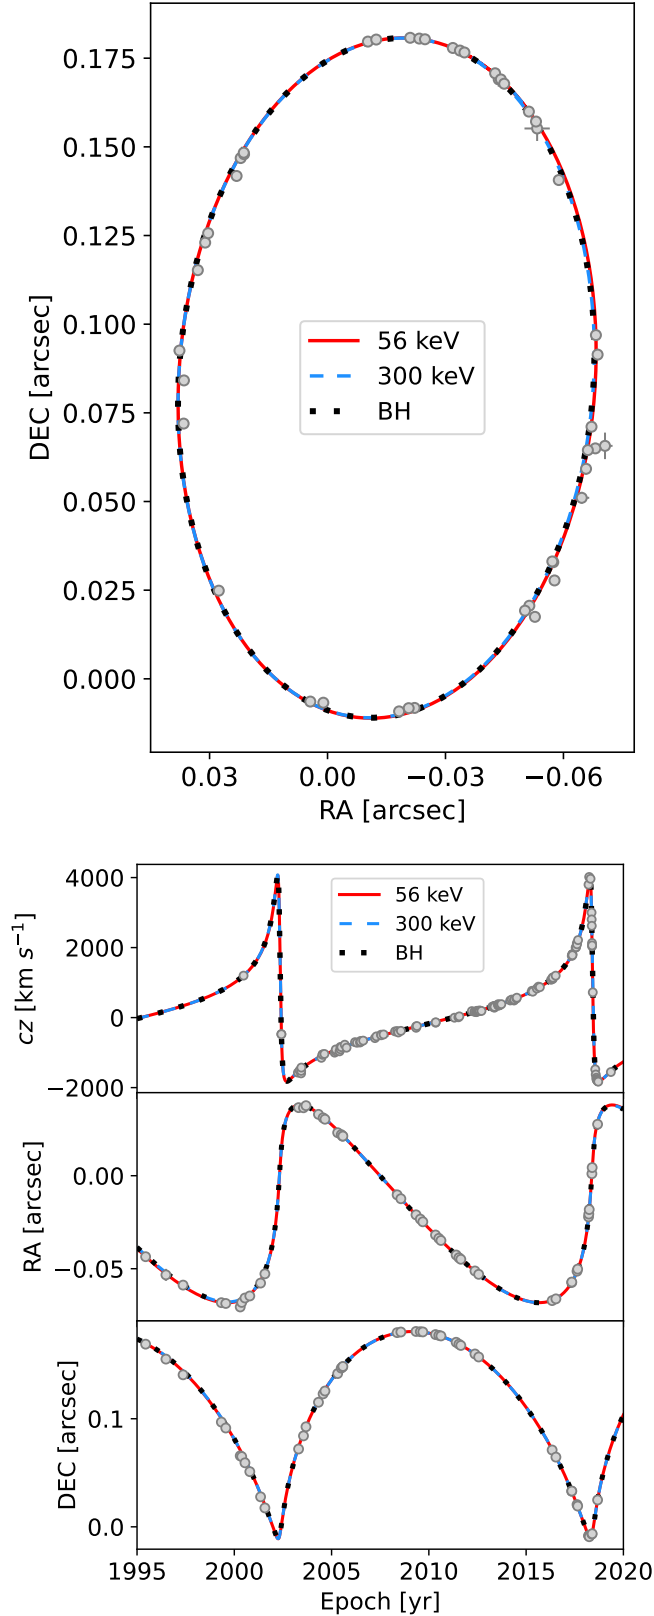 0.175
0.150
0.125
0.100
0.075
0.050
0.025
0.000
DEC [arcsec]
56 keV
300 keV
BH
0.03 0.00 −0.03 −0.06
RA [arcsec]
4000
2000
0
−2000
cz [km s⁻¹]
56 keV
300 keV
BH
0.00
−0.05
RA [arcsec]
0.1
0.0
DEC [arcsec]
1995 2000 2005 2010 2015 2020
Epoch [yr]